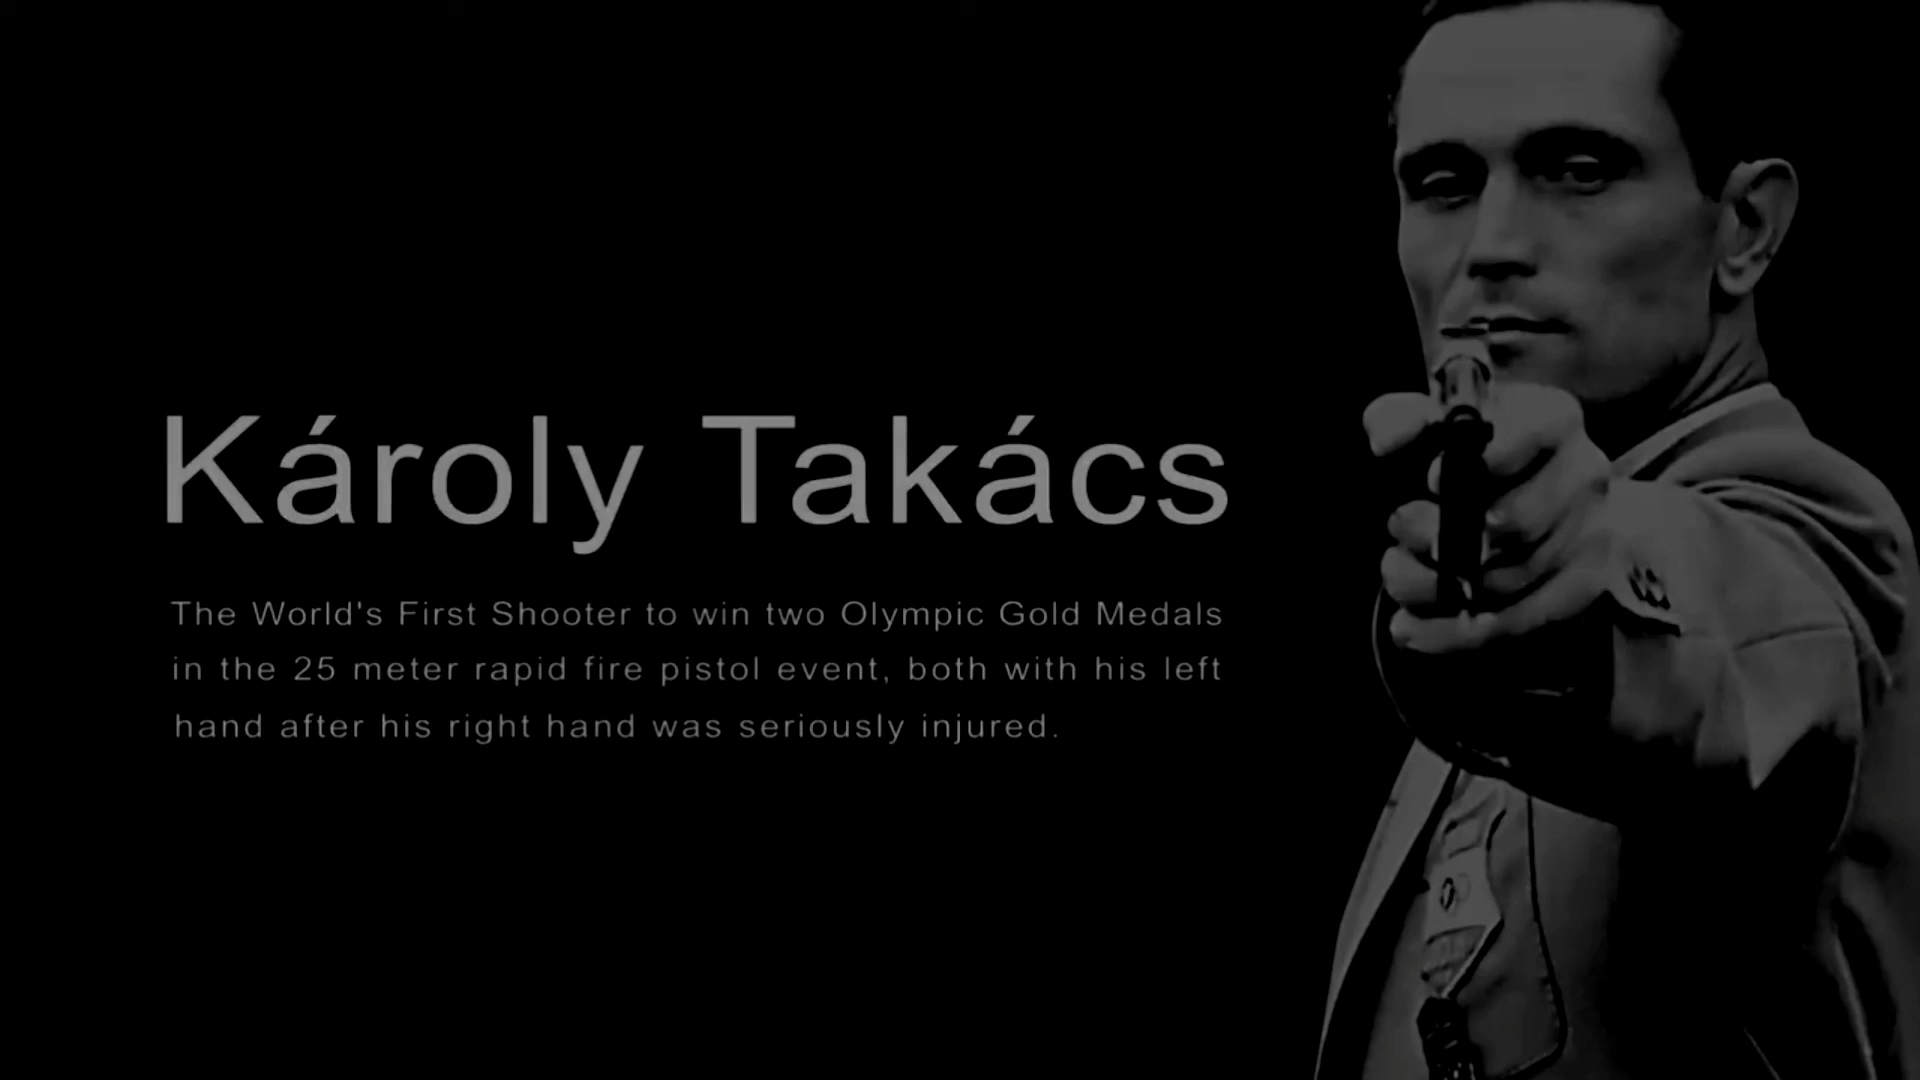 Károly Takács
The World's First Shooter to win two Olympic Gold Medals
in the 25 meter rapid fire pistol event, both with his left
hand after his right hand was seriously injured.